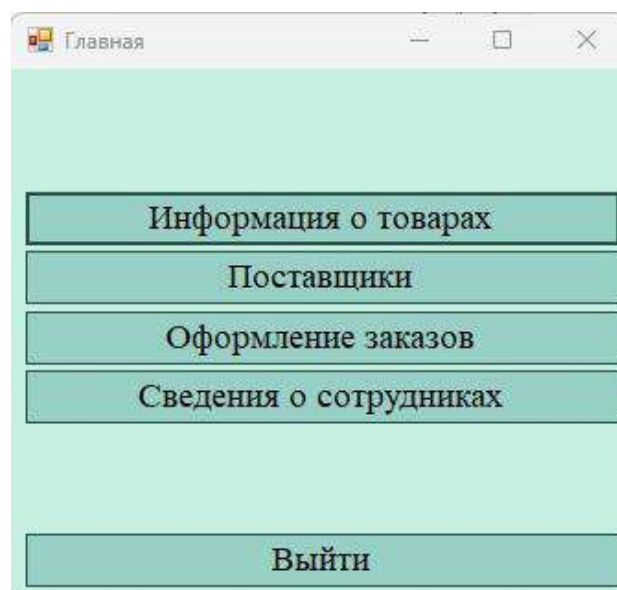 Главная
Информация о товарах
Поставщики
Оформление заказов
Сведения о сотрудниках
Выйти